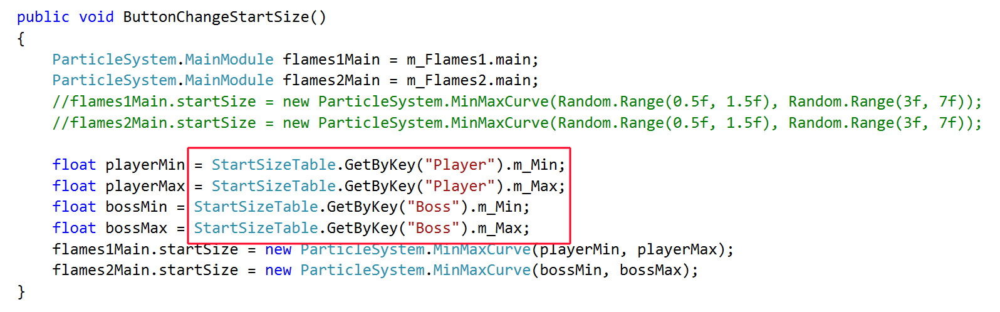 public void ButtonChangeStartSize()
{
    ParticleSystem.MainModule flames1Main = m_Flames1.main;
    ParticleSystem.MainModule flames2Main = m_Flames2.main;
    //flames1Main.startSize = new ParticleSystem.MinMaxCurve(Random.Range(0.5f, 1.5f), Random.Range(3f, 7f));
    //flames2Main.startSize = new ParticleSystem.MinMaxCurve(Random.Range(0.5f, 1.5f), Random.Range(3f, 7f));

    float playerMin = StartSizeTable.GetByKey("Player").m_Min;
    float playerMax = StartSizeTable.GetByKey("Player").m_Max;
    float bossMin = StartSizeTable.GetByKey("Boss").m_Min;
    float bossMax = StartSizeTable.GetByKey("Boss").m_Max;
    flames1Main.startSize = new ParticleSystem.MinMaxCurve(playerMin, playerMax);
    flames2Main.startSize = new ParticleSystem.MinMaxCurve(bossMin, bossMax);
}